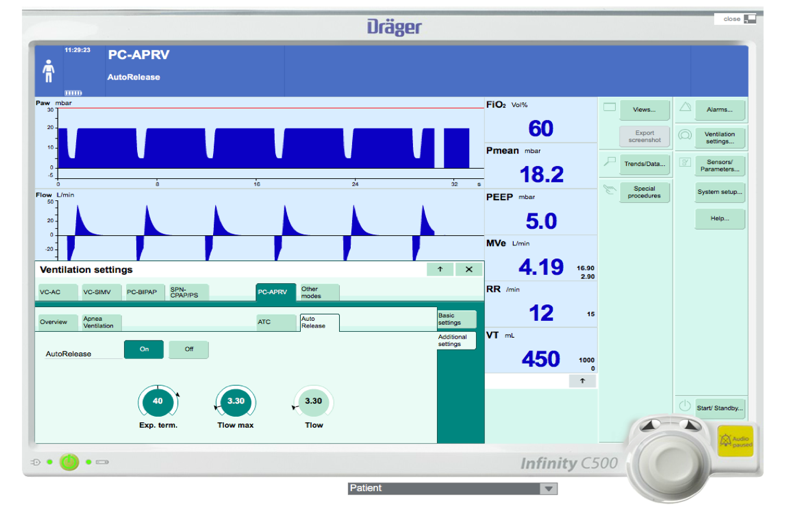 close
Dräger
11:29:23
PC-APRV
AutoRelease
Paw mbar
30
20
10
0
-5
0
8
16
24
32 s
Flow L/min
50
20
0
-20
FiO₂ Vol%
60
Pmean mbar
18.2
PEEP mbar
5.0
MVe L/min
4.19
16.90
2.90
RR /min
12
15
VT mL
450
1000
0
Views...
Export
screenshot
Trends/Data...
Special
procedures
Alarms...
Ventilation
settings...
Sensors/
Parameters...
System setup...
Help...
Start/ Standby...
Ventilation settings
VC-AC
VC-SIMV
PC-BIPAP
SPN-
CPAP/PS
PC-APRV
Other
modes
Overview
Apnea
Ventilation
ATC
Auto
Release
Basic
settings
Additional
settings
AutoRelease
On
Off
40
3.30
3.30
Exp. term.
Tlow max
Tlow
Infinity C500
Audio
paused
Patient